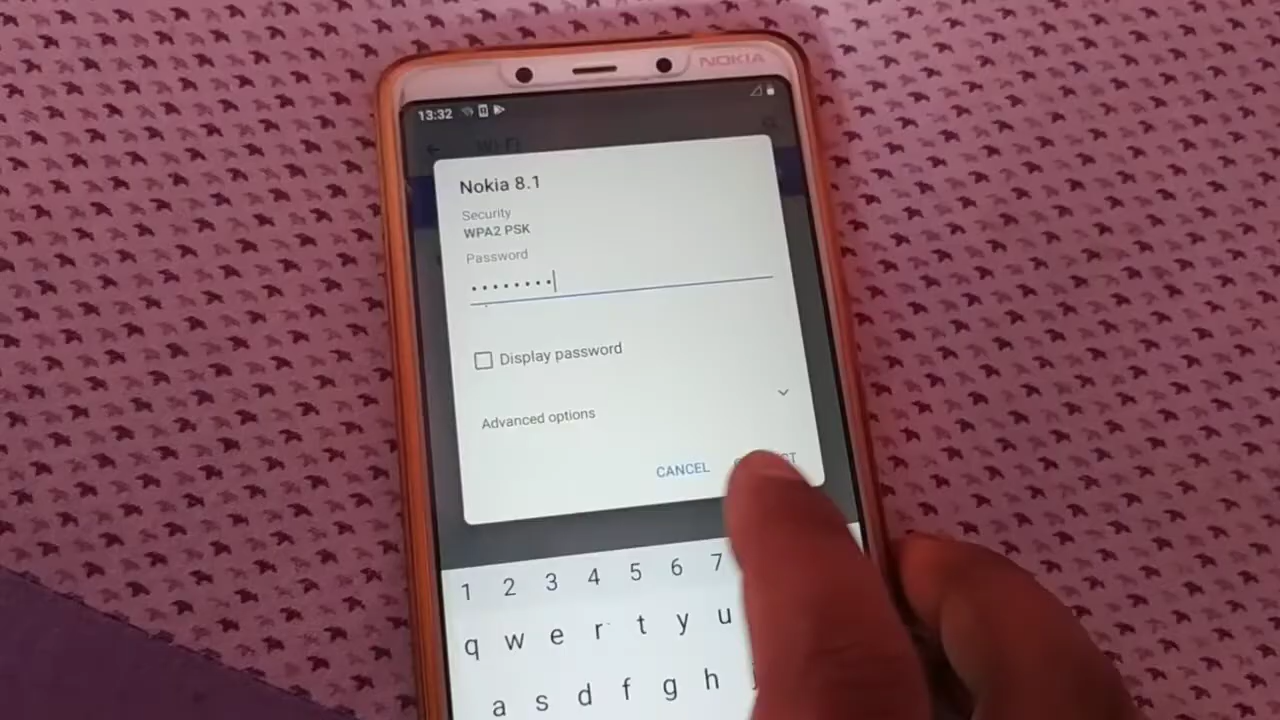 NOKIA
13:32
Wi-Fi
Nokia 8.1
Security
WPA2 PSK
Password
••••••••
Display password
Advanced options
CANCEL
1 2 3 4 5 6 7
q w e r t y u
a s d f g h